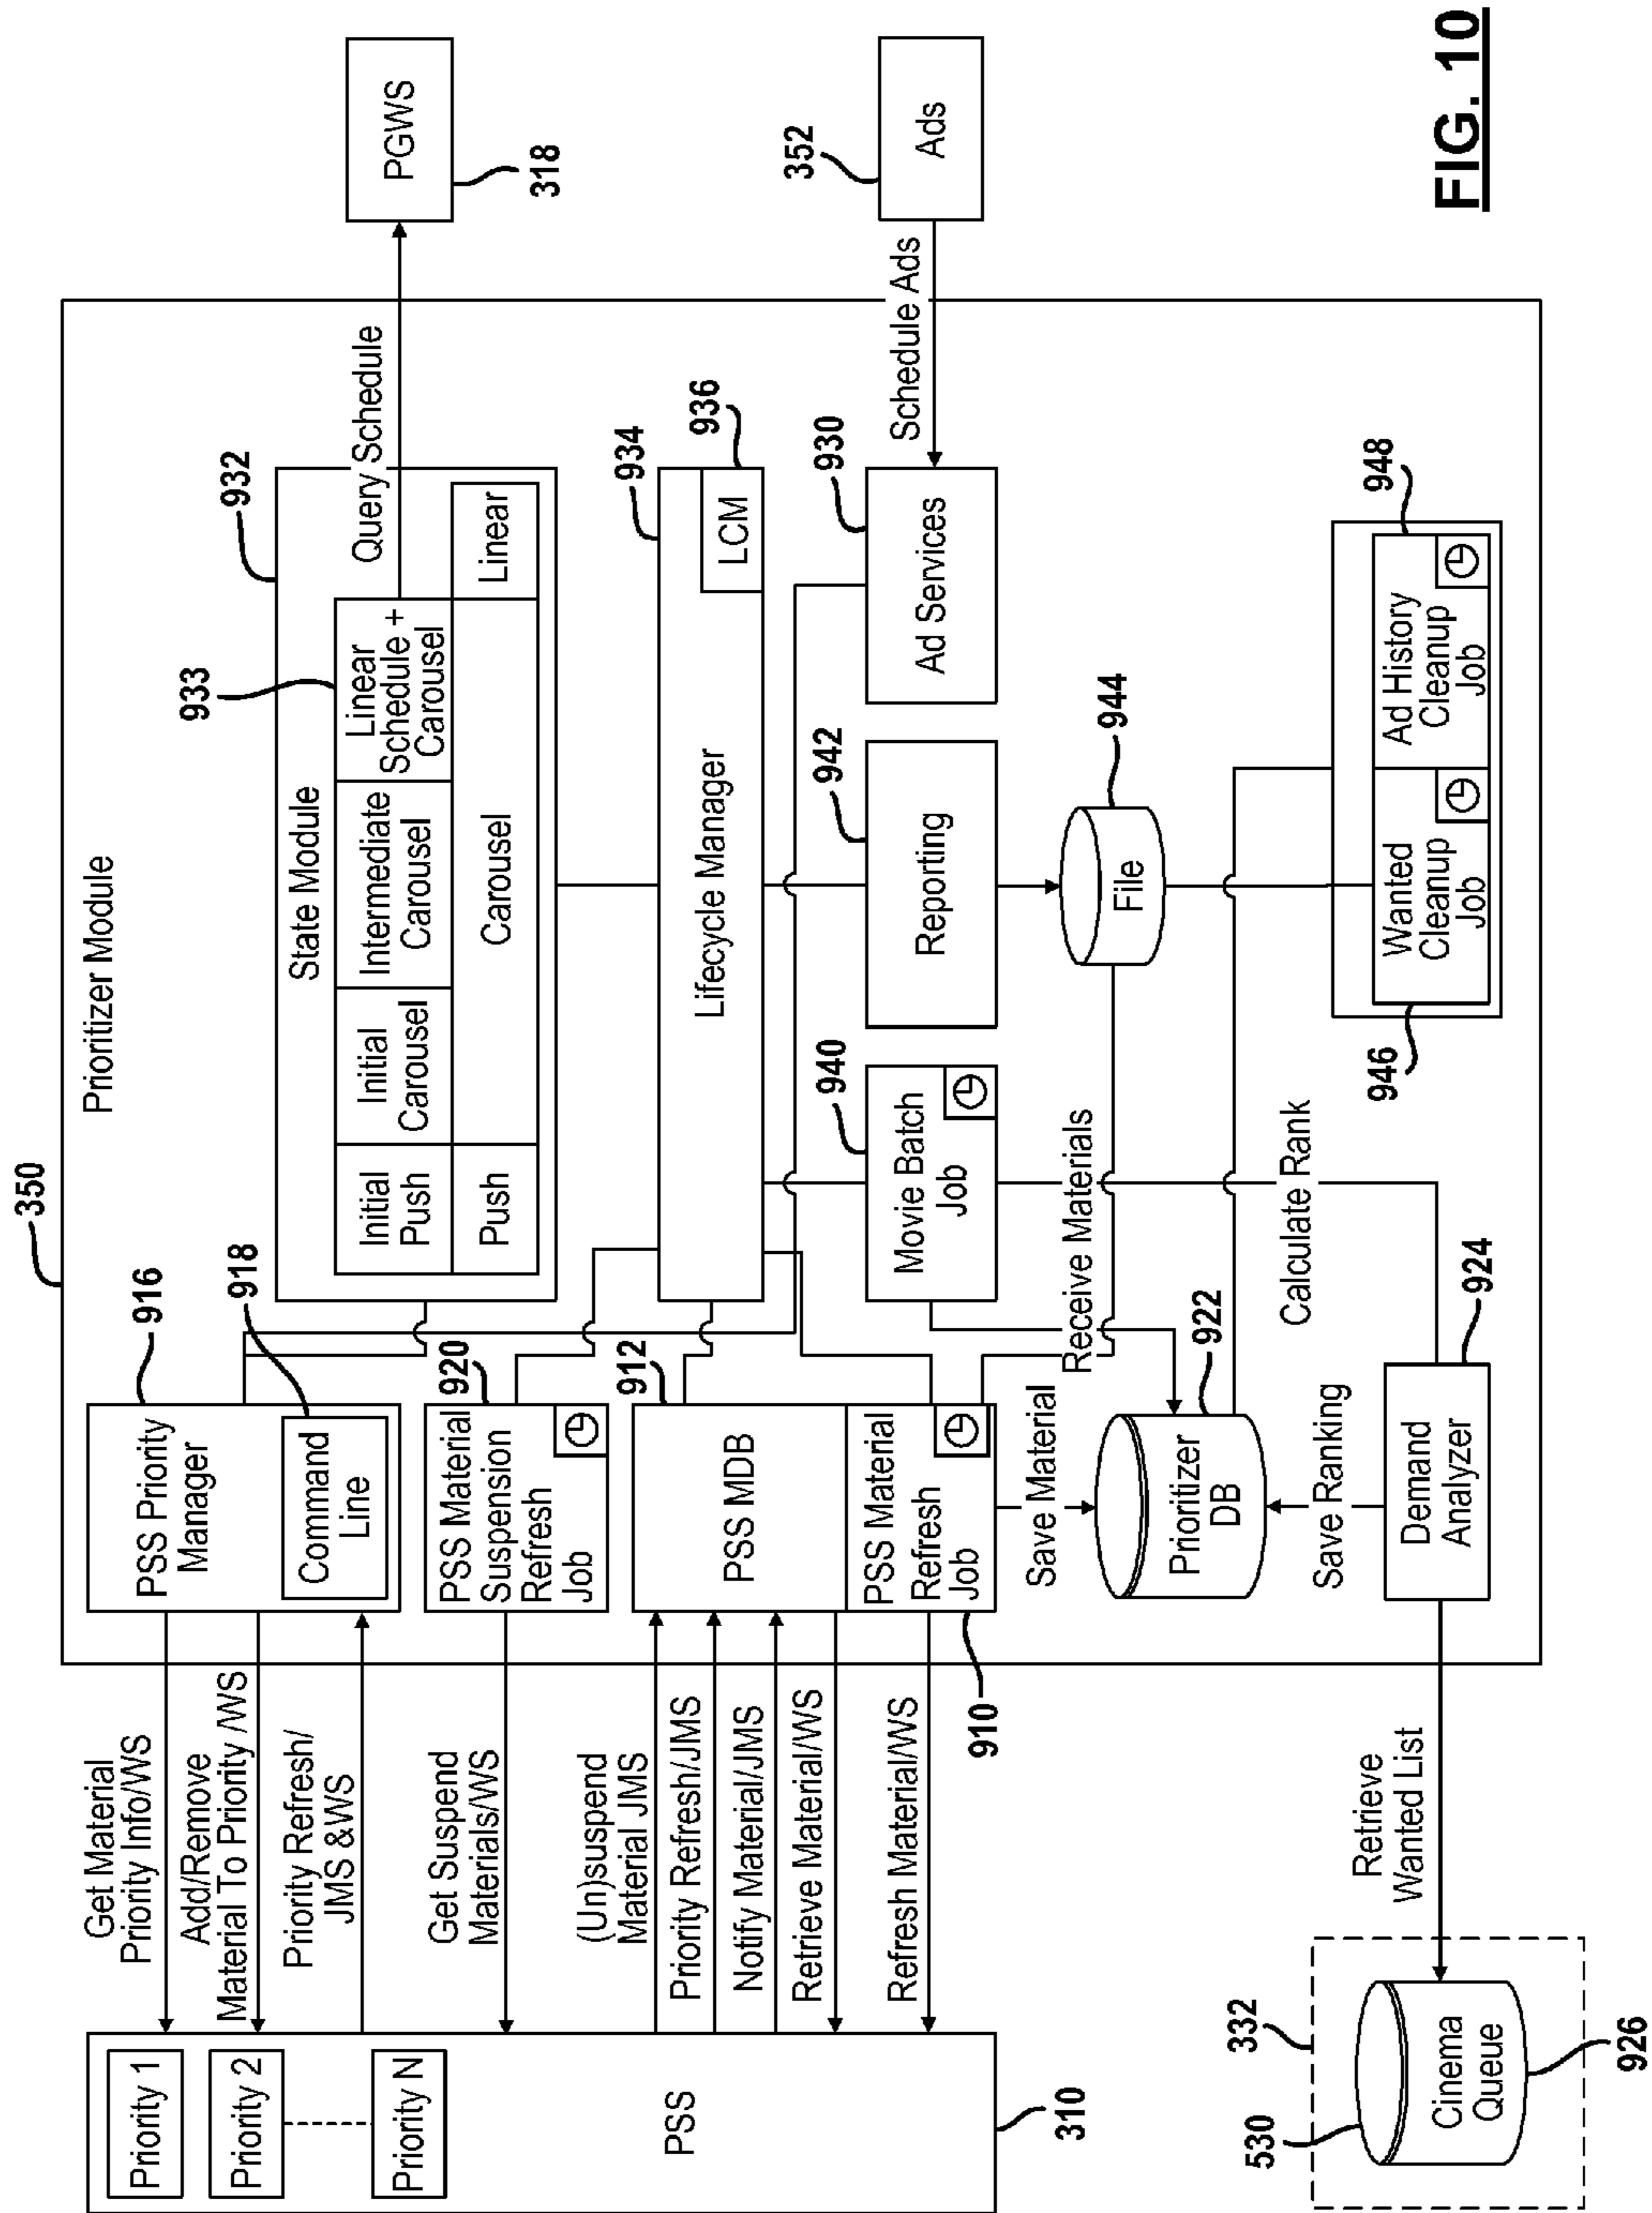 350
Prioritizer Module
Priority 1
Priority 2
Priority N
PSS
310
Get Material
Priority Info/WS
Add/Remove
Material To Priority /WS
Priority Refresh/
JMS &WS
Get Suspend
Materials/WS
(Un)suspend
Material JMS
Priority Refresh/JMS
Notify Material/JMS
Retrieve Material/WS
Refresh Material/WS
916
PSS Priority
Manager
918
Command
Line
920
PSS Material
Suspension
Refresh
Job
912
PSS MDB
PSS Material
Refresh
Job
910
932
State Module
933
Initial
Push
Initial
Carousel
Intermediate
Carousel
Linear
Schedule +
Carousel
Push
Carousel
Linear
Query Schedule
PGWS
318
934
Lifecycle Manager
936
LCM
940
Movie Batch
Job
942
Reporting
930
Ad Services
Schedule Ads
352
Ads
Receive Materials
944
File
Save Material
922
Prioritizer
DB
Save Ranking
Calculate Rank
924
Demand
Analyzer
946
Wanted
Cleanup
Job
948
Ad History
Cleanup
Job
Retrieve
Wanted List
332
530
Cinema
Queue
926
FIG. 10